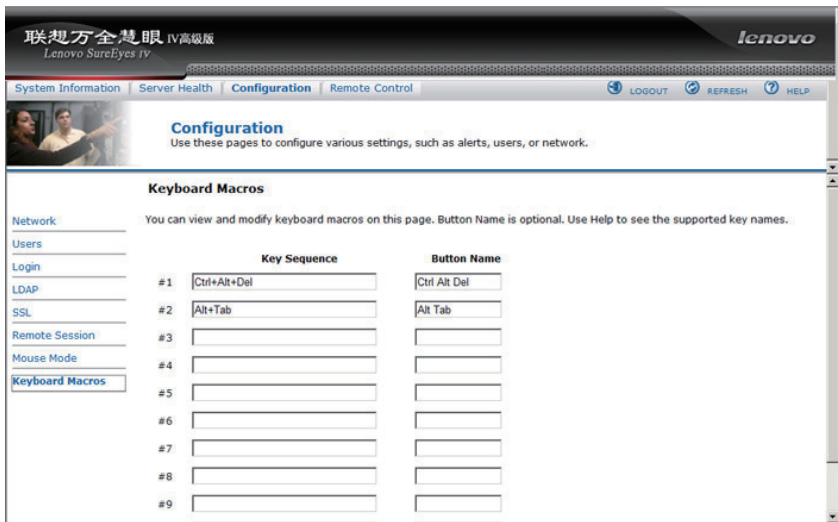 联想万全慧眼 IV高级版
Lenovo SureEyes IV
lenovo
System Information | Server Health | Configuration | Remote Control
LOGOUT REFRESH HELP
Configuration
Use these pages to configure various settings, such as alerts, users, or network.
Keyboard Macros
You can view and modify keyboard macros on this page. Button Name is optional. Use Help to see the supported key names.
Network
Users
Login
LDAP
SSL
Remote Session
Mouse Mode
Keyboard Macros
Key Sequence Button Name
#1 Ctrl+Alt+Del Ctrl Alt Del
#2 Alt+Tab Alt Tab
#3
#4
#5
#6
#7
#8
#9